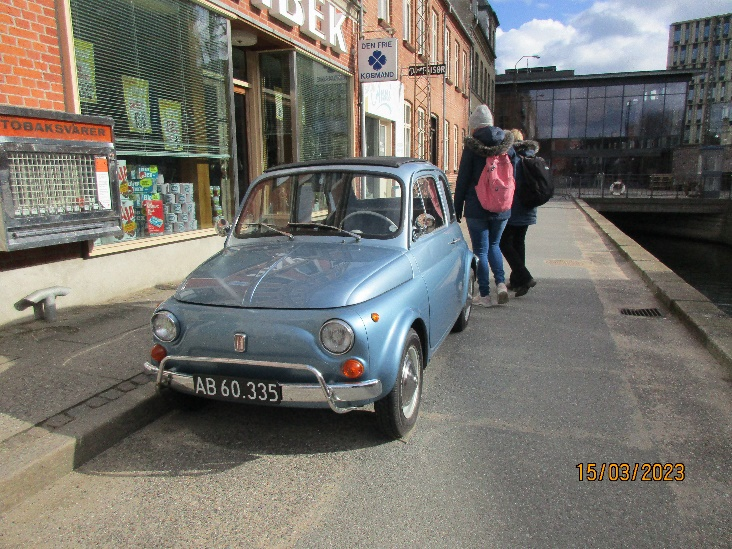 BEK
DEN FRIE
KØBMAND
TOBAKSVARER
AB 60.335
15/03/2023